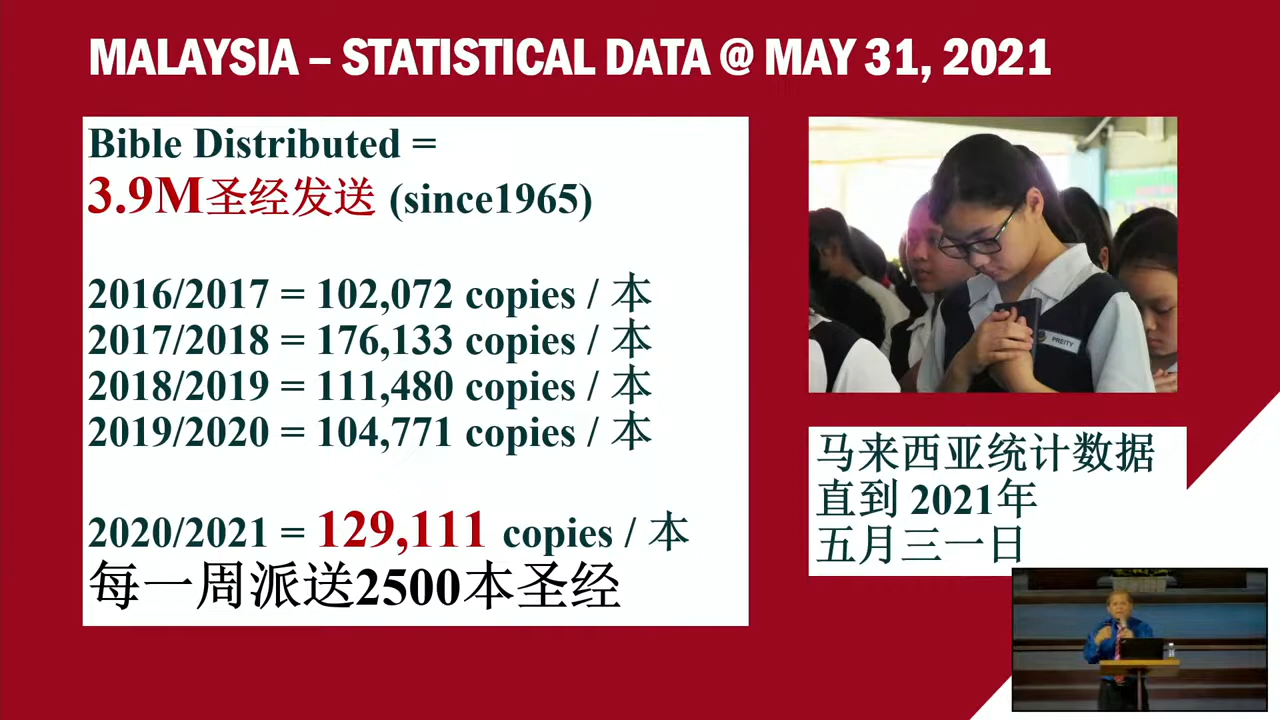 MALAYSIA – STATISTICAL DATA @ MAY 31, 2021
Bible Distributed =
3.9M圣经发送 (since1965)
2016/2017 = 102,072 copies / 本
2017/2018 = 176,133 copies / 本
2018/2019 = 111,480 copies / 本
2019/2020 = 104,771 copies / 本
2020/2021 = 129,111 copies / 本
每一周派送2500本圣经
PREITY
马来西亚统计数据
直到 2021年
五月三一日